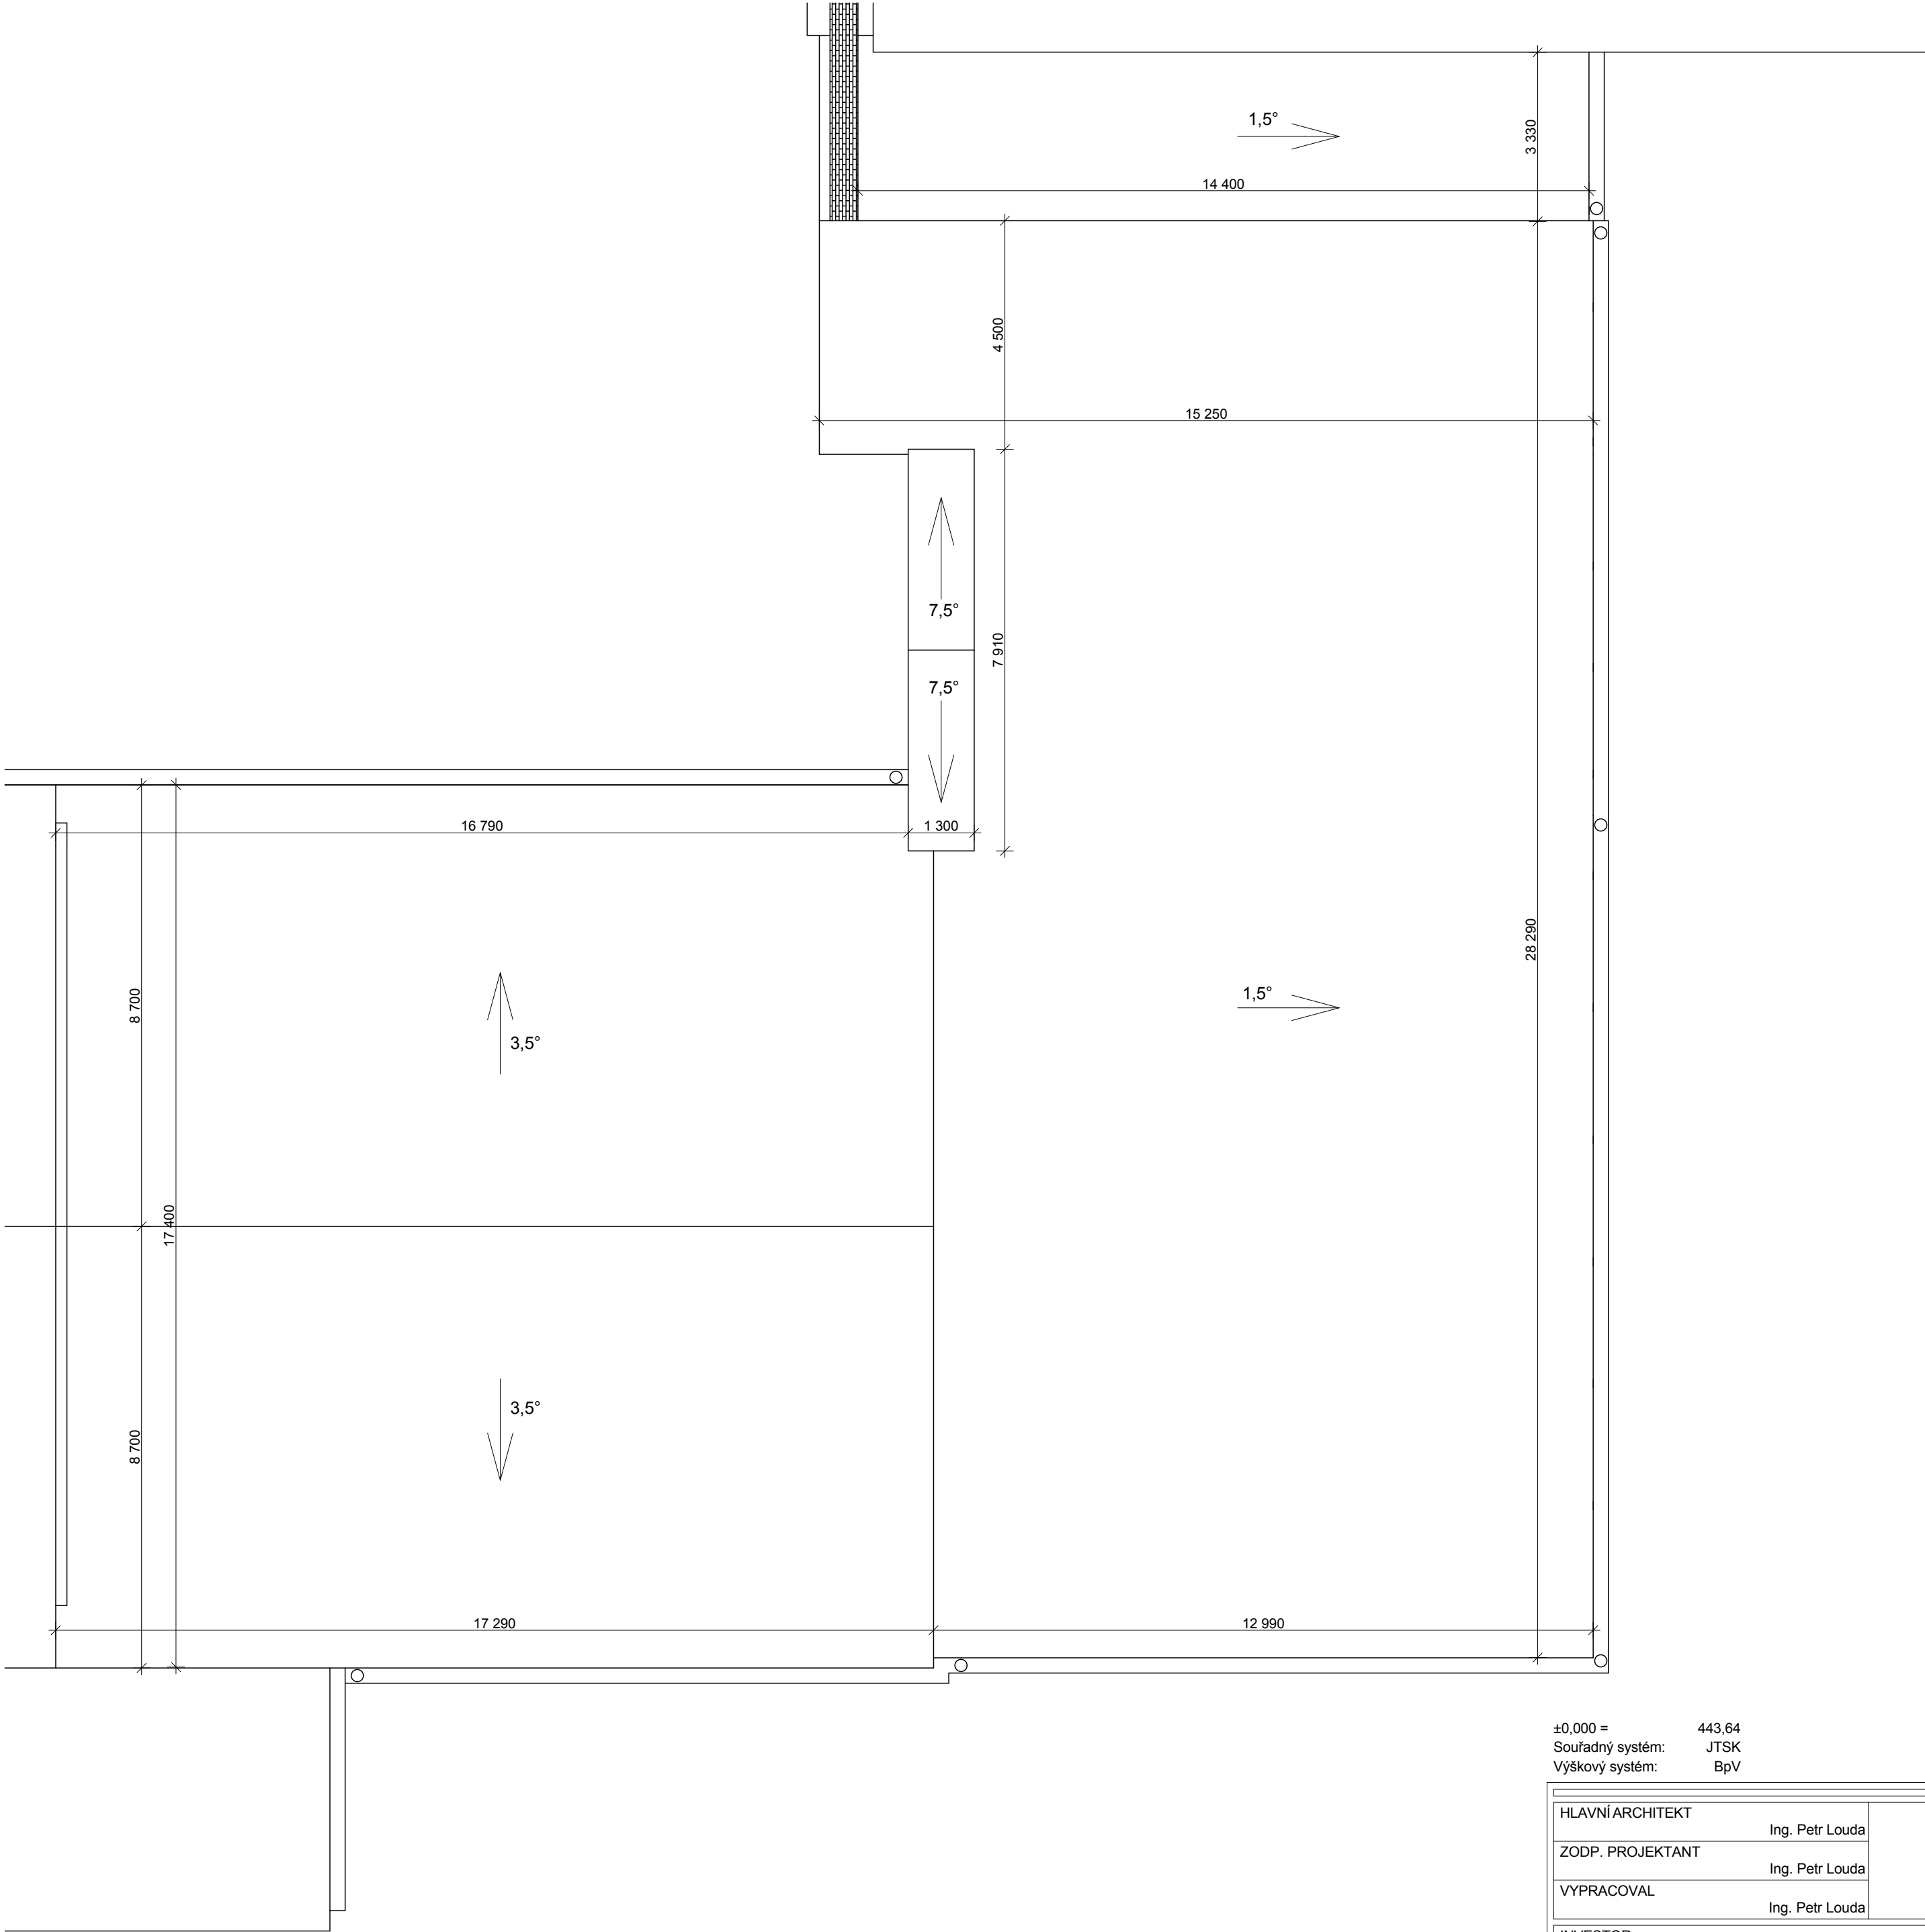 1,5°
3 330
14 400
4 500
15 250
7,5°
7 910
7,5°
16 790
1 300
28 290
8 700
1,5°
3,5°
17 400
3,5°
8 700
17 290
12 990
±0,000 = 443,64
Souřadný systém: JTSK
Výškový systém: BpV
HLAVNÍ ARCHITEKT
Ing. Petr Louda
ZODP. PROJEKTANT
Ing. Petr Louda
VYPRACOVAL
Ing. Petr Louda